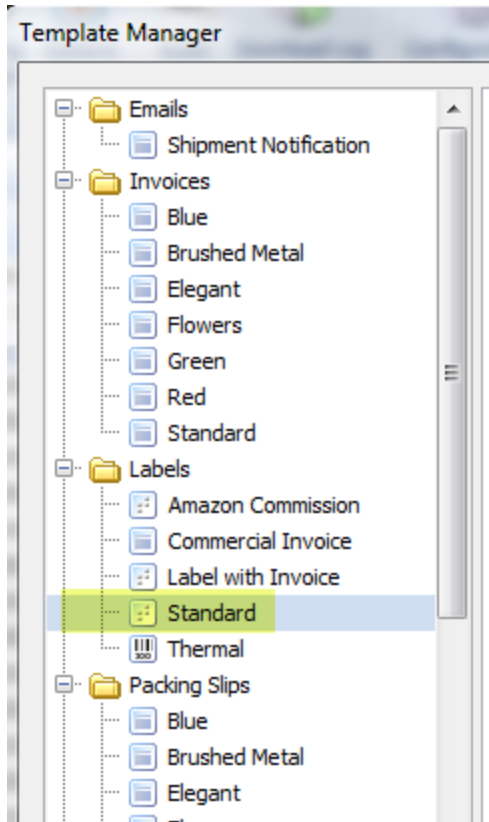 Template Manager
Emails
Shipment Notification
Invoices
Blue
Brushed Metal
Elegant
Flowers
Green
Red
Standard
Labels
Amazon Commission
Commercial Invoice
Label with Invoice
Standard
Thermal
Packing Slips
Blue
Brushed Metal
Elegant